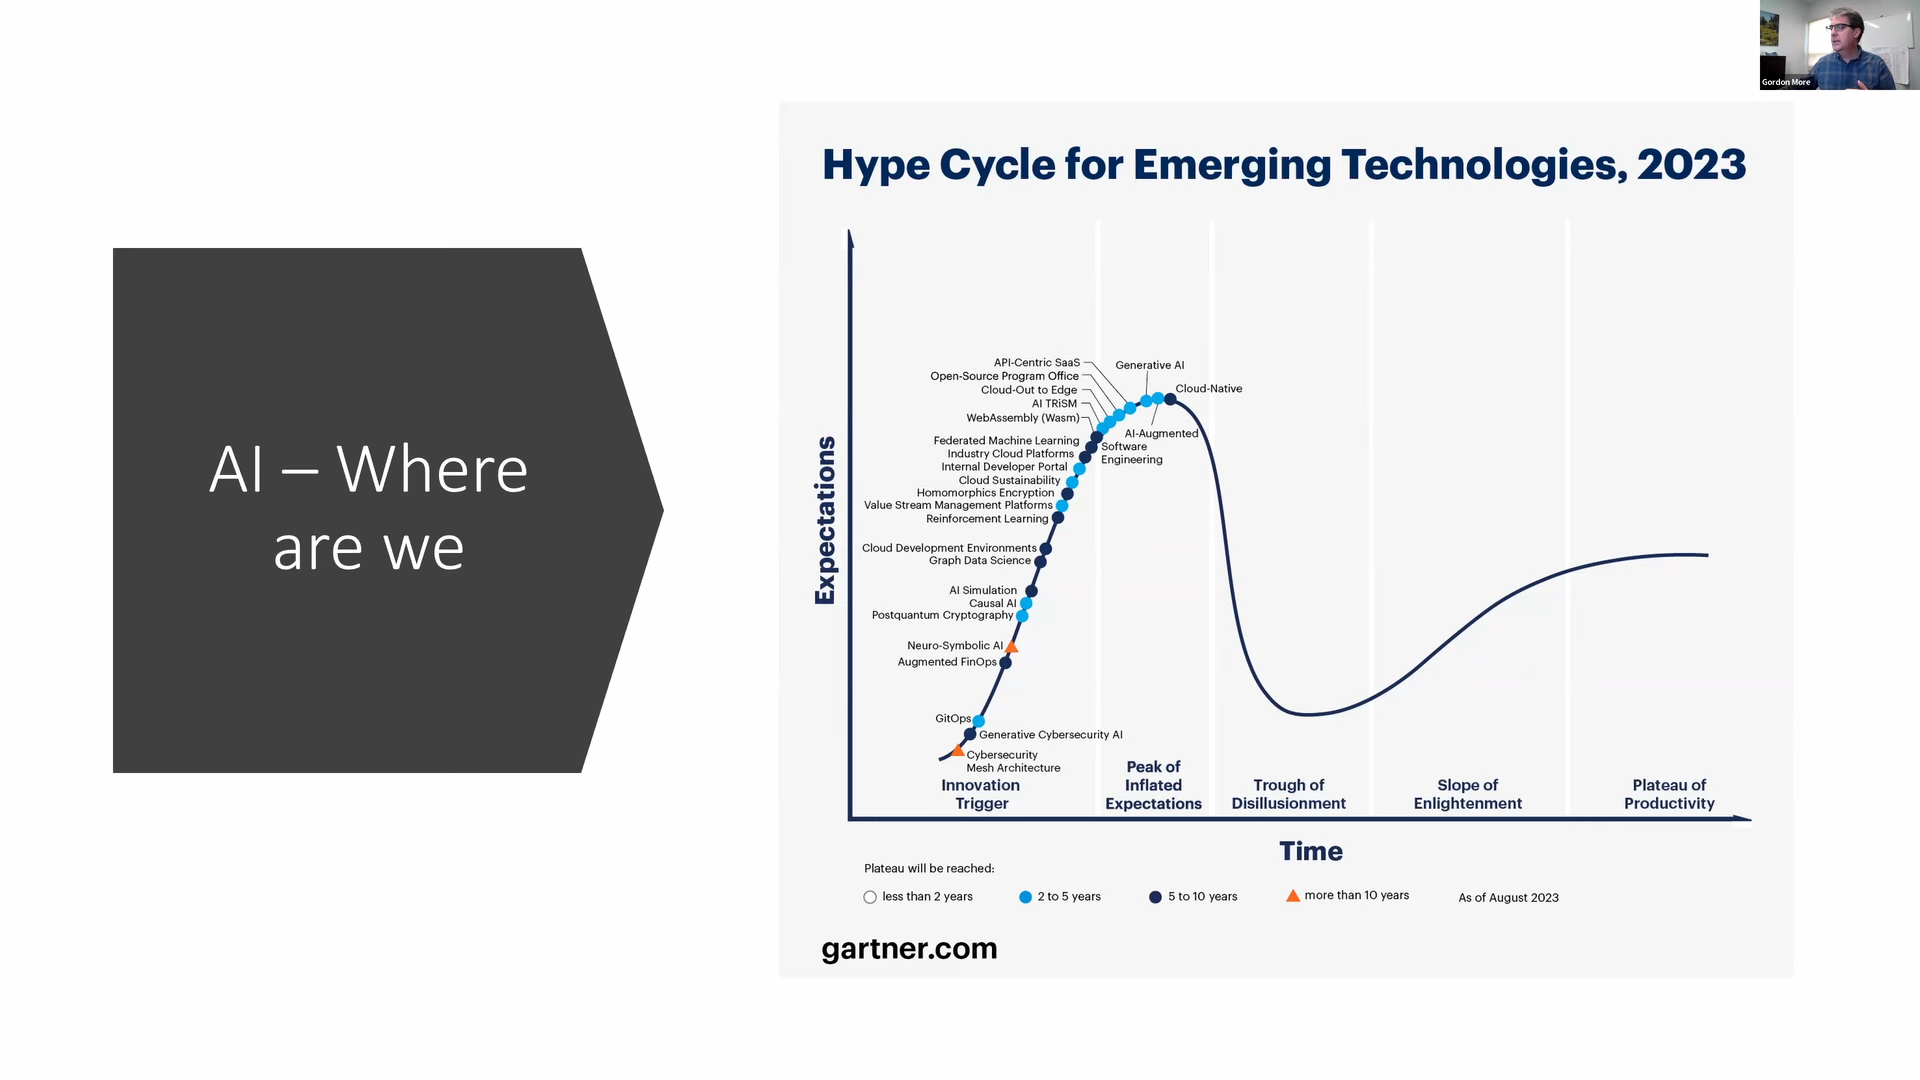 Gordon More
AI – Where
are we
Hype Cycle for Emerging Technologies, 2023
Expectations
API-Centric SaaS
Open-Source Program Office
Cloud-Out to Edge
AI TRiSM
WebAssembly (Wasm)
Federated Machine Learning
Industry Cloud Platforms
Internal Developer Portal
Cloud Sustainability
Homomorphics Encryption
Value Stream Management Platforms
Reinforcement Learning
Cloud Development Environments
Graph Data Science
AI Simulation
Causal AI
Postquantum Cryptography
Neuro-Symbolic AI
Augmented FinOps
GitOps
Generative Cybersecurity AI
Cybersecurity
Mesh Architecture
Generative AI
Cloud-Native
AI-Augmented
Software
Engineering
Innovation
Trigger
Peak of
Inflated
Expectations
Trough of
Disillusionment
Slope of
Enlightenment
Plateau of
Productivity
Time
Plateau will be reached:
less than 2 years
2 to 5 years
5 to 10 years
more than 10 years
As of August 2023
gartner.com